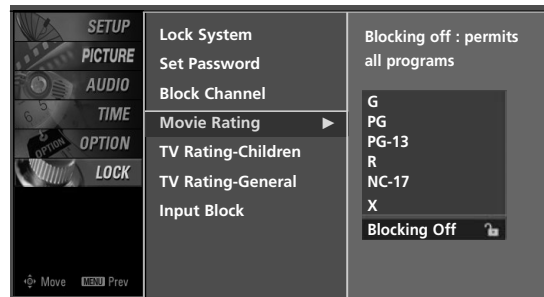 SETUP
PICTURE
AUDIO
TIME
OPTION
LOCK
Move MENU Prev
Lock System
Set Password
Block Channel
Movie Rating
TV Rating-Children
TV Rating-General
Input Block
Blocking off : permits
all programs
G
PG
PG-13
R
NC-17
X
Blocking Off